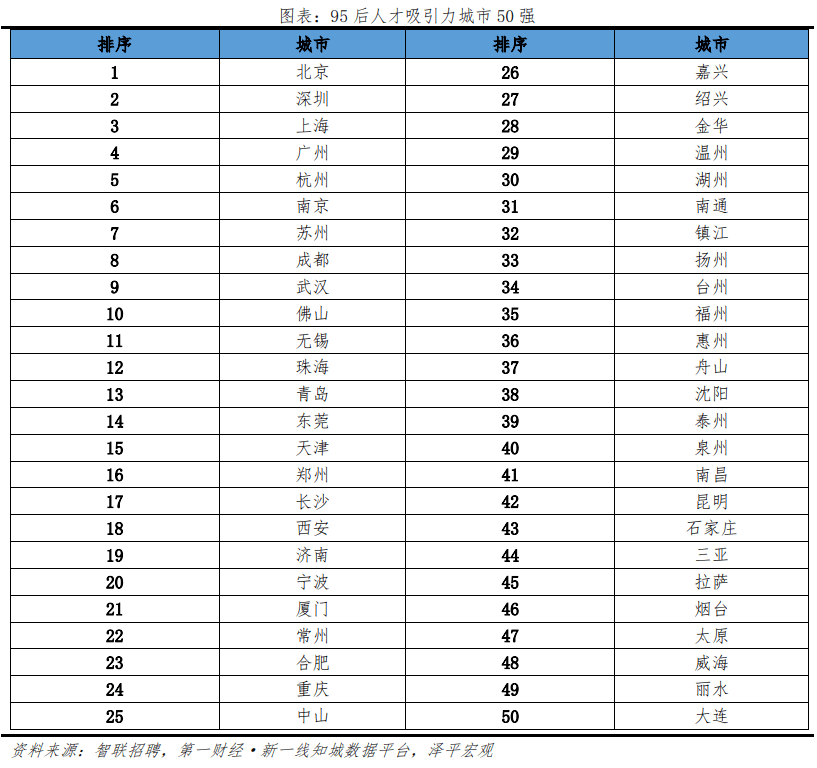 图表：95 后人才吸引力城市 50 强
排序 城市 排序 城市
1 北京 26 嘉兴
2 深圳 27 绍兴
3 上海 28 金华
4 广州 29 温州
5 杭州 30 湖州
6 南京 31 南通
7 苏州 32 镇江
8 成都 33 扬州
9 武汉 34 台州
10 佛山 35 福州
11 无锡 36 惠州
12 珠海 37 舟山
13 青岛 38 沈阳
14 东莞 39 泰州
15 天津 40 泉州
16 郑州 41 南昌
17 长沙 42 昆明
18 西安 43 石家庄
19 济南 44 三亚
20 宁波 45 拉萨
21 厦门 46 烟台
22 常州 47 太原
23 合肥 48 威海
24 重庆 49 丽水
25 中山 50 大连
资料来源：智联招聘，第一财经·新一线知城数据平台，泽平宏观